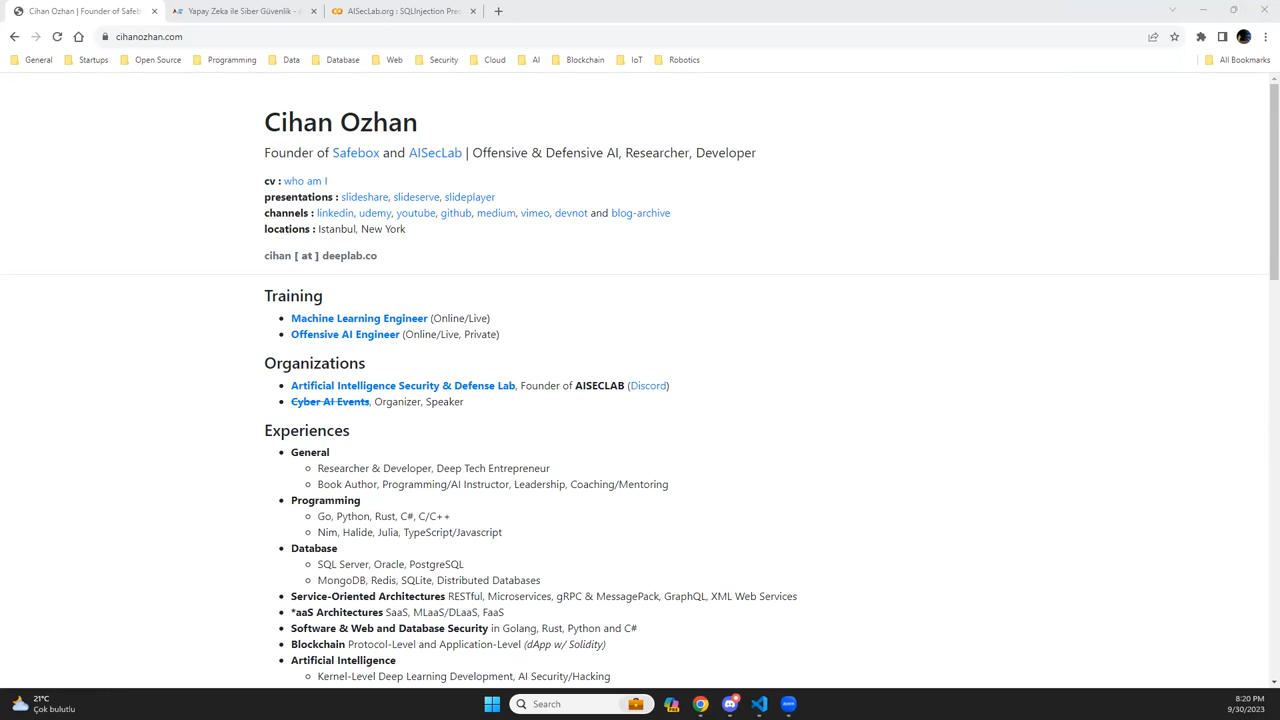 Cihan Ozhan | Founder of Safeb
Yapay Zeka ile Siber Güvenlik -
AISecLab.org : SQLInjection Pre
cihanozhan.com
General Startups Open Source Programming Data Database Web Security Cloud AI Blockchain IoT Robotics All Bookmarks
Cihan Ozhan
Founder of Safebox and AISecLab | Offensive & Defensive AI, Researcher, Developer
cv : who am I
presentations : slideshare, slideserve, slideplayer
channels : linkedin, udemy, youtube, github, medium, vimeo, devnot and blog-archive
locations : Istanbul, New York
cihan [ at ] deeplab.co
Training
Machine Learning Engineer (Online/Live)
Offensive AI Engineer (Online/Live, Private)
Organizations
Artificial Intelligence Security & Defense Lab, Founder of AISECLAB (Discord)
Cyber AI Events, Organizer, Speaker
Experiences
General
Researcher & Developer, Deep Tech Entrepreneur
Book Author, Programming/AI Instructor, Leadership, Coaching/Mentoring
Programming
Go, Python, Rust, C#, C/C++
Nim, Halide, Julia, TypeScript/Javascript
Database
SQL Server, Oracle, PostgreSQL
MongoDB, Redis, SQLite, Distributed Databases
Service-Oriented Architectures RESTful, Microservices, gRPC & MessagePack, GraphQL, XML Web Services
*aaS Architectures SaaS, MLaaS/DLaaS, FaaS
Software & Web and Database Security in Golang, Rust, Python and C#
Blockchain Protocol-Level and Application-Level (dApp w/ Solidity)
Artificial Intelligence
Kernel-Level Deep Learning Development, AI Security/Hacking
21°C
Çok bulutlu
Search
8:20 PM
9/30/2023